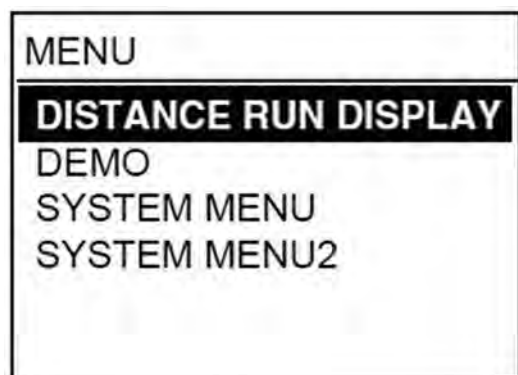 MENU
DISTANCE RUN DISPLAY
DEMO
SYSTEM MENU
SYSTEM MENU2